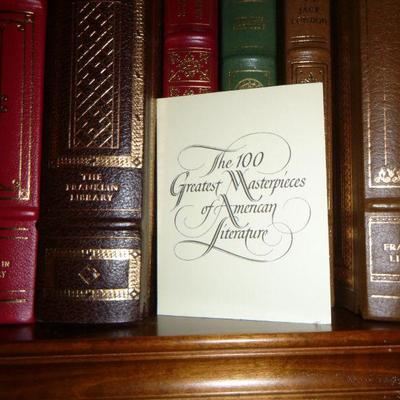 JACK
LONDON
THE
FRANKLIN
LIBRARY
The 100
Greatest Masterpieces
of American
Literature